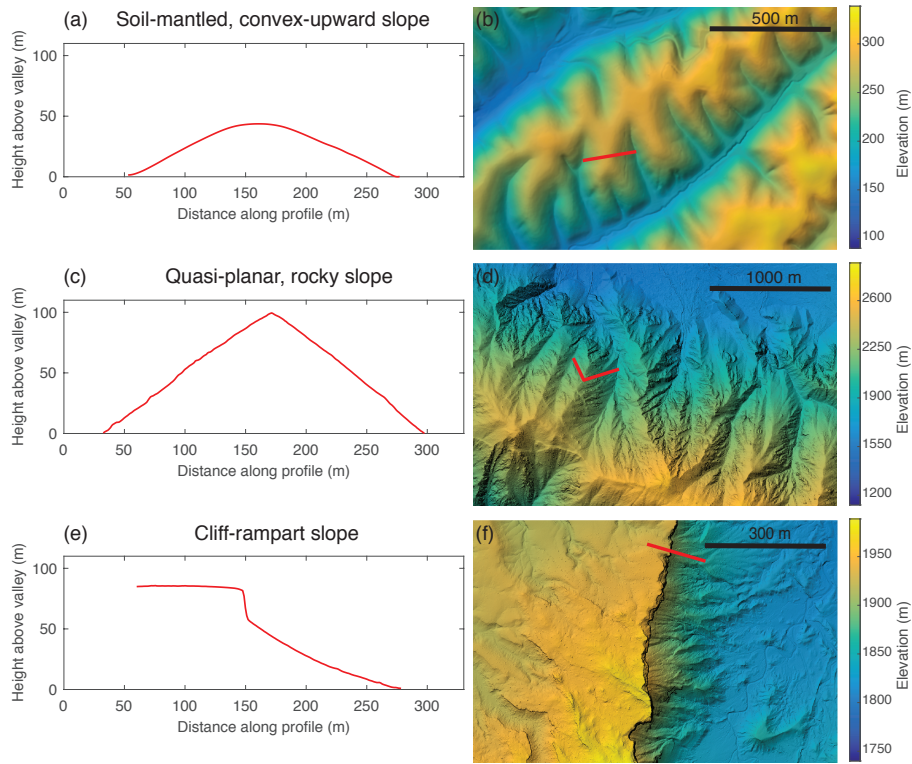 (a) Soil-mantled, convex-upward slope
Height above valley (m)
100
50
0
0 50 100 150 200 250 300
Distance along profile (m)
(b)
500 m
300
250
200
150
100
Elevation (m)
(c) Quasi-planar, rocky slope
Height above valley (m)
100
50
0
0 50 100 150 200 250 300
Distance along profile (m)
(d)
1000 m
2600
2250
1900
1550
1200
Elevation (m)
(e) Cliff-rampart slope
Height above valley (m)
100
50
0
0 50 100 150 200 250 300
Distance along profile (m)
(f)
300 m
1950
1900
1850
1800
1750
Elevation (m)